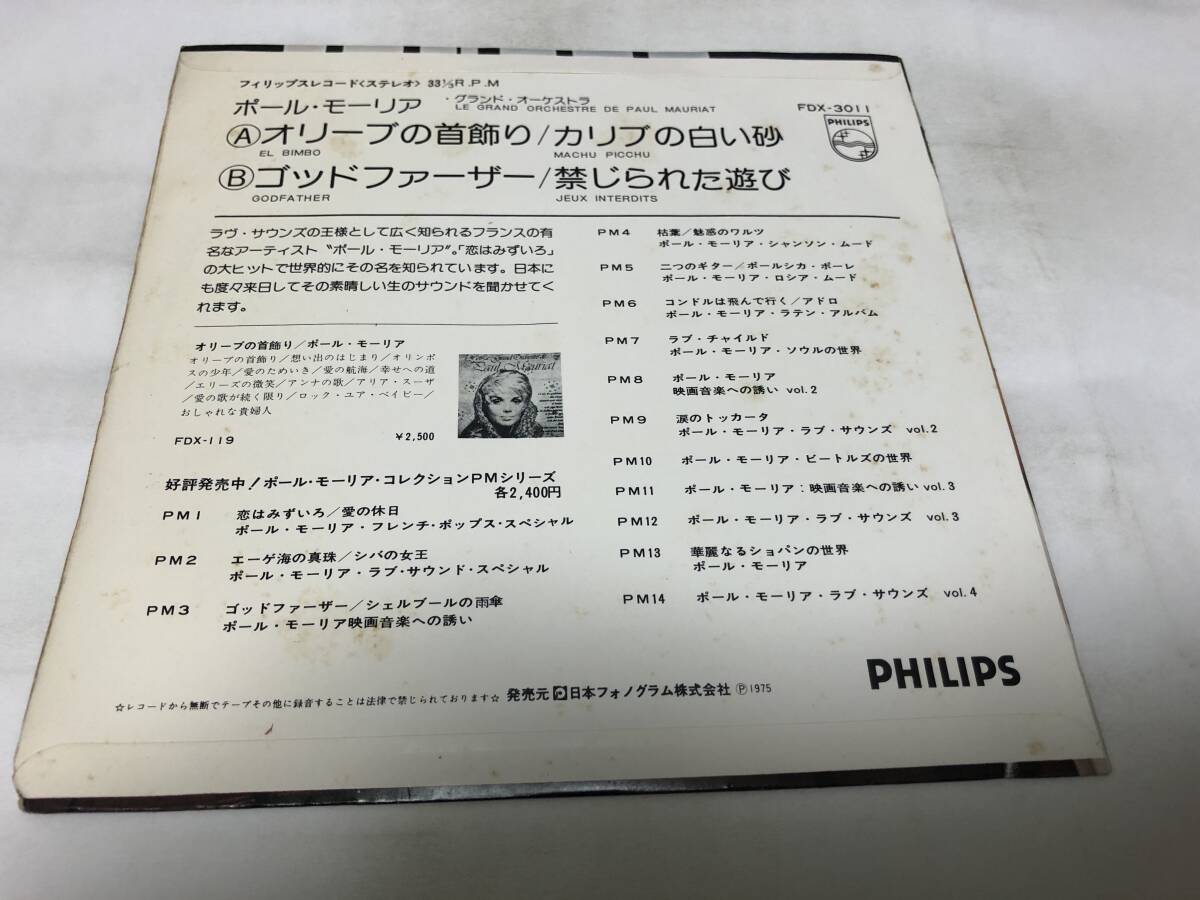 フィリップスレコード〈ステレオ〉 33⅓R.P.M
ポール・モーリア ・グランド・オーケストラ
LE GRAND ORCHESTRE DE PAUL MAURIAT
FDX-3011
PHILIPS
Ⓐオリーブの首飾り/カリブの白い砂
EL BIMBO MACHU PICCHU
Ⓑゴッドファーザー/禁じられた遊び
GODFATHER JEUX INTERDITS
ラヴ・サウンズの王様として広く知られるフランスの有
名なアーティスト“ポール・モーリア”。「恋はみずいろ」
の大ヒットで世界的にその名を知られています。日本に
も度々来日してその素晴しい生のサウンドを聞かせてく
れます。
オリーブの首飾り/ポール・モーリア
オリーブの首飾り/想い出のはじまり/オリンポ
スの少年/愛のためいき/愛の航海/幸せへの道
/エリーズの微笑/アンナの歌/アリア・スーザ
/愛の歌が続く限り/ロック・ユア・ベイビー/
おしゃれな貴婦人
FDX-119 ¥2,500
Le Grand Orchestre de
Paul Mauriat
好評発売中!ポール・モーリア・コレクションPMシリーズ
各2,400円
PM1 恋はみずいろ/愛の休日
ポール・モーリア・フレンチ・ポップス・スペシャル
PM2 エーゲ海の真珠/シバの女王
ポール・モーリア・ラブ・サウンド・スペシャル
PM3 ゴッドファーザー/シェルブールの雨傘
ポール・モーリア映画音楽への誘い
PM4 枯葉/魅惑のワルツ
ポール・モーリア・シャンソン・ムード
PM5 二つのギター/ポールシカ・ポーレ
ポール・モーリア・ロシア・ムード
PM6 コンドルは飛んで行く/アドロ
ポール・モーリア・ラテン・アルバム
PM7 ラブ・チャイルド
ポール・モーリア・ソウルの世界
PM8 ポール・モーリア
映画音楽への誘い vol.2
PM9 涙のトッカータ
ポール・モーリア・ラブ・サウンズ vol.2
PM10 ポール・モーリア・ビートルズの世界
PM11 ポール・モーリア:映画音楽への誘い vol.3
PM12 ポール・モーリア・ラブ・サウンズ vol.3
PM13 華麗なるショパンの世界
ポール・モーリア
PM14 ポール・モーリア・ラブ・サウンズ vol.4
PHILIPS
☆レコードから無断でテープその他に録音することは法律で禁じられております☆ 発売元 日本フォノグラム株式会社 Ⓟ1975